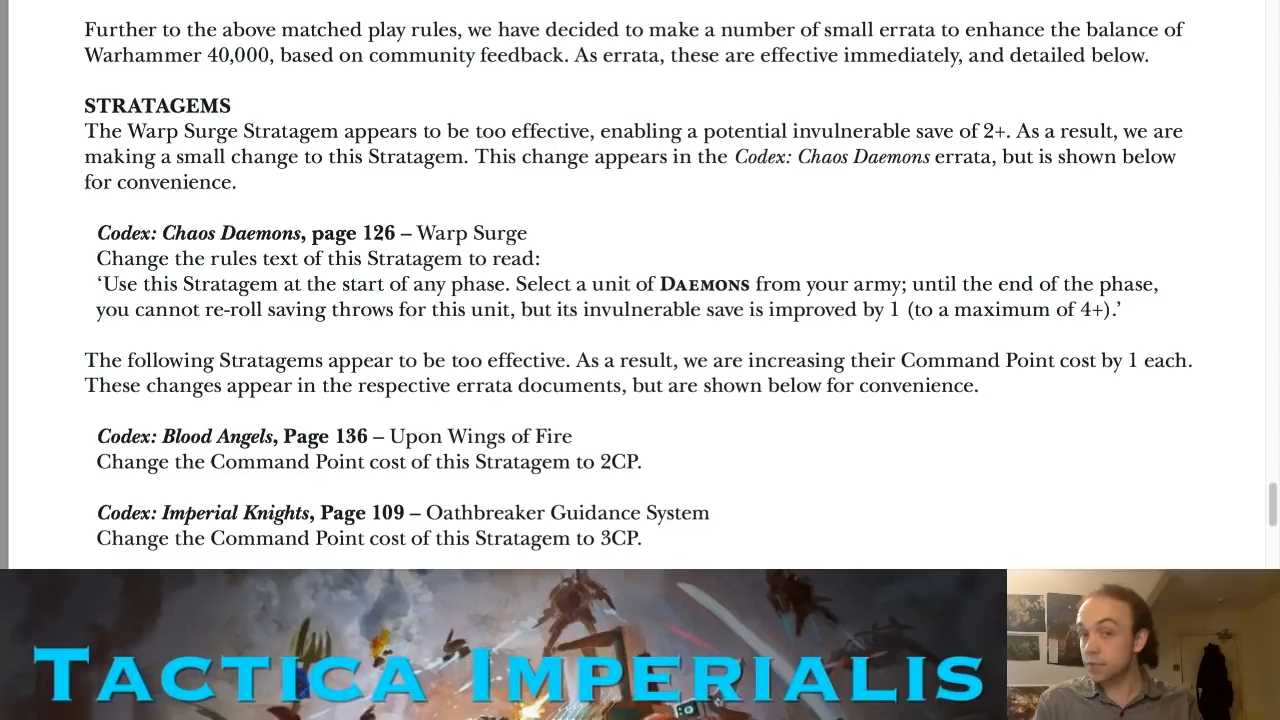 Further to the above matched play rules, we have decided to make a number of small errata to enhance the balance of
Warhammer 40,000, based on community feedback. As errata, these are effective immediately, and detailed below.
STRATAGEMS
The Warp Surge Stratagem appears to be too effective, enabling a potential invulnerable save of 2+. As a result, we are
making a small change to this Stratagem. This change appears in the Codex: Chaos Daemons errata, but is shown below
for convenience.
Codex: Chaos Daemons, page 126 – Warp Surge
Change the rules text of this Stratagem to read:
‘Use this Stratagem at the start of any phase. Select a unit of DAEMONS from your army; until the end of the phase,
you cannot re-roll saving throws for this unit, but its invulnerable save is improved by 1 (to a maximum of 4+).’
The following Stratagems appear to be too effective. As a result, we are increasing their Command Point cost by 1 each.
These changes appear in the respective errata documents, but are shown below for convenience.
Codex: Blood Angels, Page 136 – Upon Wings of Fire
Change the Command Point cost of this Stratagem to 2CP.
Codex: Imperial Knights, Page 109 – Oathbreaker Guidance System
Change the Command Point cost of this Stratagem to 3CP.
TACTICA IMPERIALIS